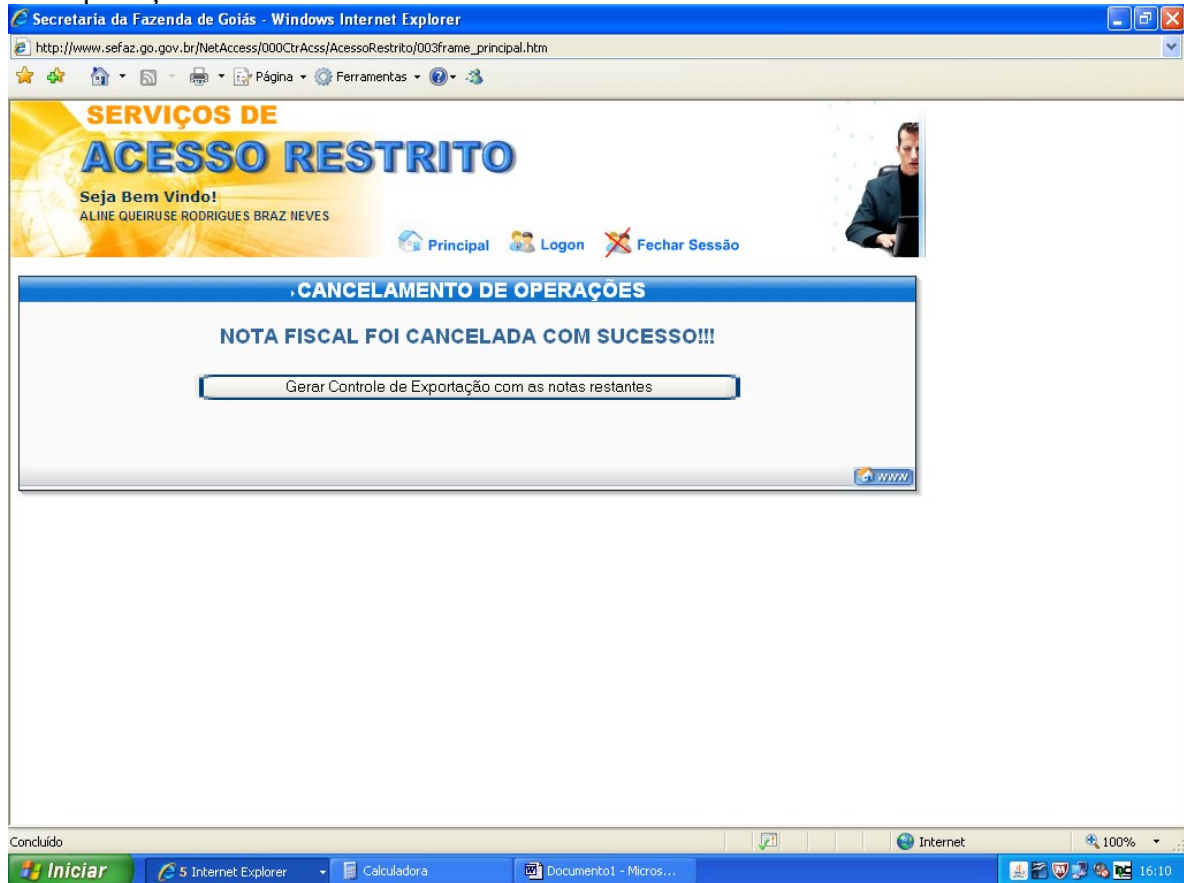 Secretaria da Fazenda de Goiás - Windows Internet Explorer
http://www.sefaz.go.gov.br/NetAccess/000CtrAcss/AcessoRestrito/003frame_principal.htm
Página Ferramentas
SERVIÇOS DE
ACESSO RESTRITO
Seja Bem Vindo!
ALINE QUEIRUSE RODRIGUES BRAZ NEVES
Principal Logon Fechar Sessão
CANCELAMENTO DE OPERAÇÕES
NOTA FISCAL FOI CANCELADA COM SUCESSO!!!
Gerar Controle de Exportação com as notas restantes
www
Concluído Internet 100%
Iniciar 5 Internet Explorer Calculadora Documento1 - Micros... 16:10